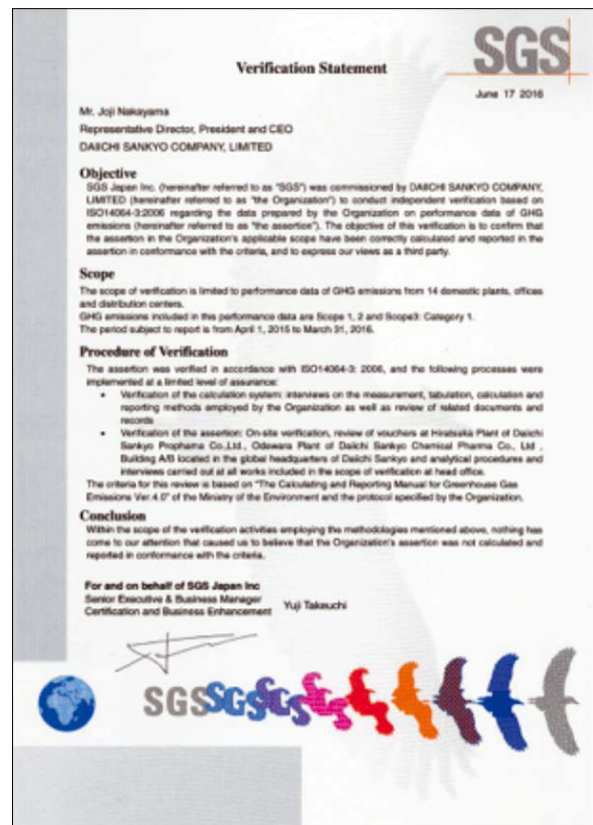 SGS
Verification Statement
June 17 2016
Mr. Joji Nakayama
Representative Director, President and CEO
DAIICHI SANKYO COMPANY, LIMITED
Objective
SGS Japan Inc. (hereinafter referred to as "SGS") was commissioned by DAIICHI SANKYO COMPANY,
LIMITED (hereinafter referred to as "the Organization") to conduct independent verification based on
ISO14064-3:2006 regarding the data prepared by the Organization on performance data of GHG
emissions (hereinafter referred to as "the assertion"). The objective of this verification is to confirm that
the assertion in the Organization's applicable scope have been correctly calculated and reported in the
assertion in conformance with the criteria, and to express our views as a third party.
Scope
The scope of verification is limited to performance data of GHG emissions from 14 domestic plants, offices
and distribution centers.
GHG emissions included in this performance data are Scope 1, 2 and Scope3: Category 1.
The period subject to report is from April 1, 2015 to March 31, 2016.
Procedure of Verification
The assertion was verified in accordance with ISO14064-3: 2006, and the following processes were
implemented at a limited level of assurance:
• Verification of the calculation system: interviews on the measurement, tabulation, calculation and
reporting methods employed by the Organization as well as review of related documents and
records
• Verification of the assertion: On-site verification, review of vouchers at Hiratsuka Plant of Daiichi
Sankyo Propharma Co.,Ltd., Odawara Plant of Daiichi Sankyo Chemical Pharma Co., Ltd.,
Building A/B located in the global headquarters of Daiichi Sankyo and analytical procedures and
interviews carried out at all works included in the scope of verification at head office.
The criteria for this review is based on "The Calculating and Reporting Manual for Greenhouse Gas
Emissions Ver.4.0" of the Ministry of the Environment and the protocol specified by the Organization.
Conclusion
Within the scope of the verification activities employing the methodologies mentioned above, nothing has
come to our attention that caused us to believe that the Organization's assertion was not calculated and
reported in conformance with the criteria.
For and on behalf of SGS Japan Inc
Senior Executive & Business Manager
Certification and Business Enhancement Yuji Takeuchi
SGSSGSSGS